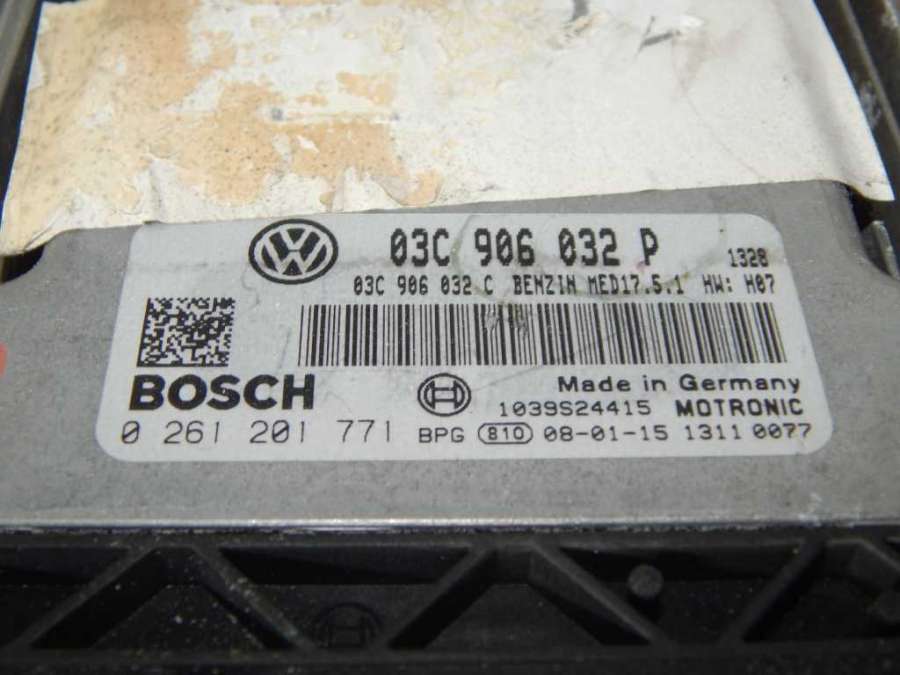 03C 906 032 P 1328
03C 906 032 C BENZIN MED17.5.1 HW: H07
BOSCH
Made in Germany
1039S24415 MOTRONIC
0 261 201 771 BPG 810 08-01-15 1311 0077